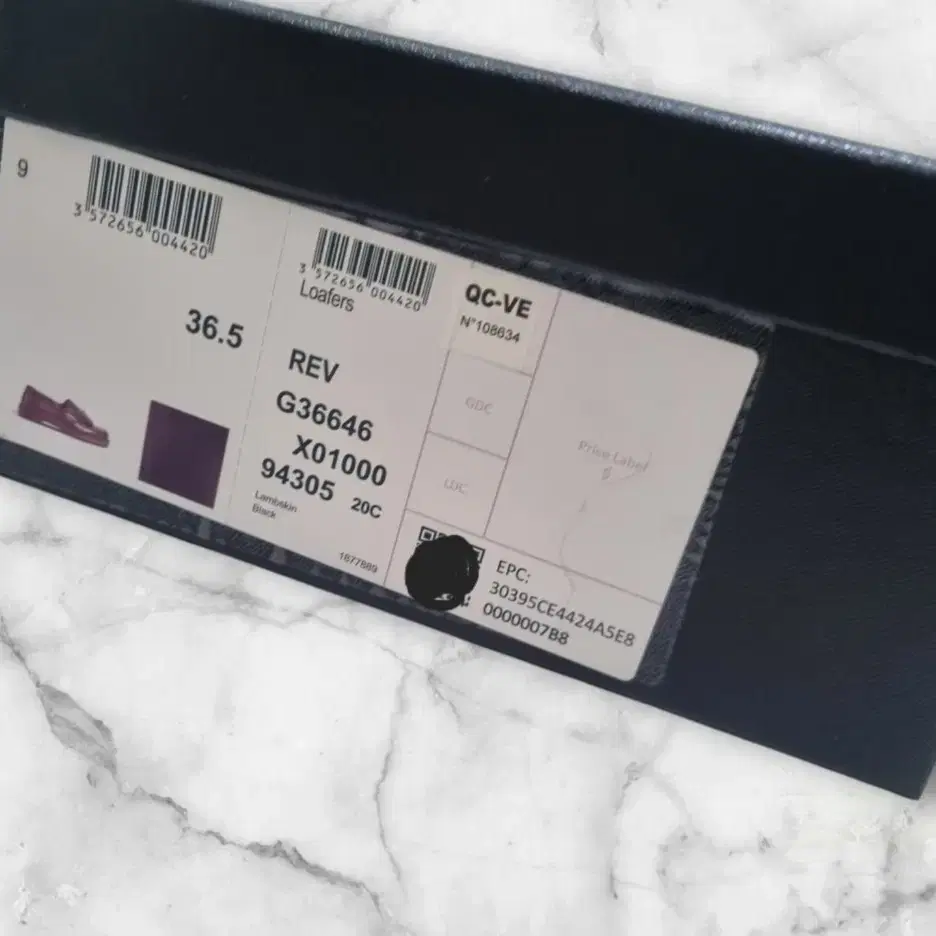 9
3 572656 004420
36.5
3 572656 004420
Loafers
REV
G36646
X01000
94305 20C
Lambskin
Black
1877889
QC-VE
N°108634
GDC
LDC
Price Label
EPC:
30395CE4424A5E8
0000007B8